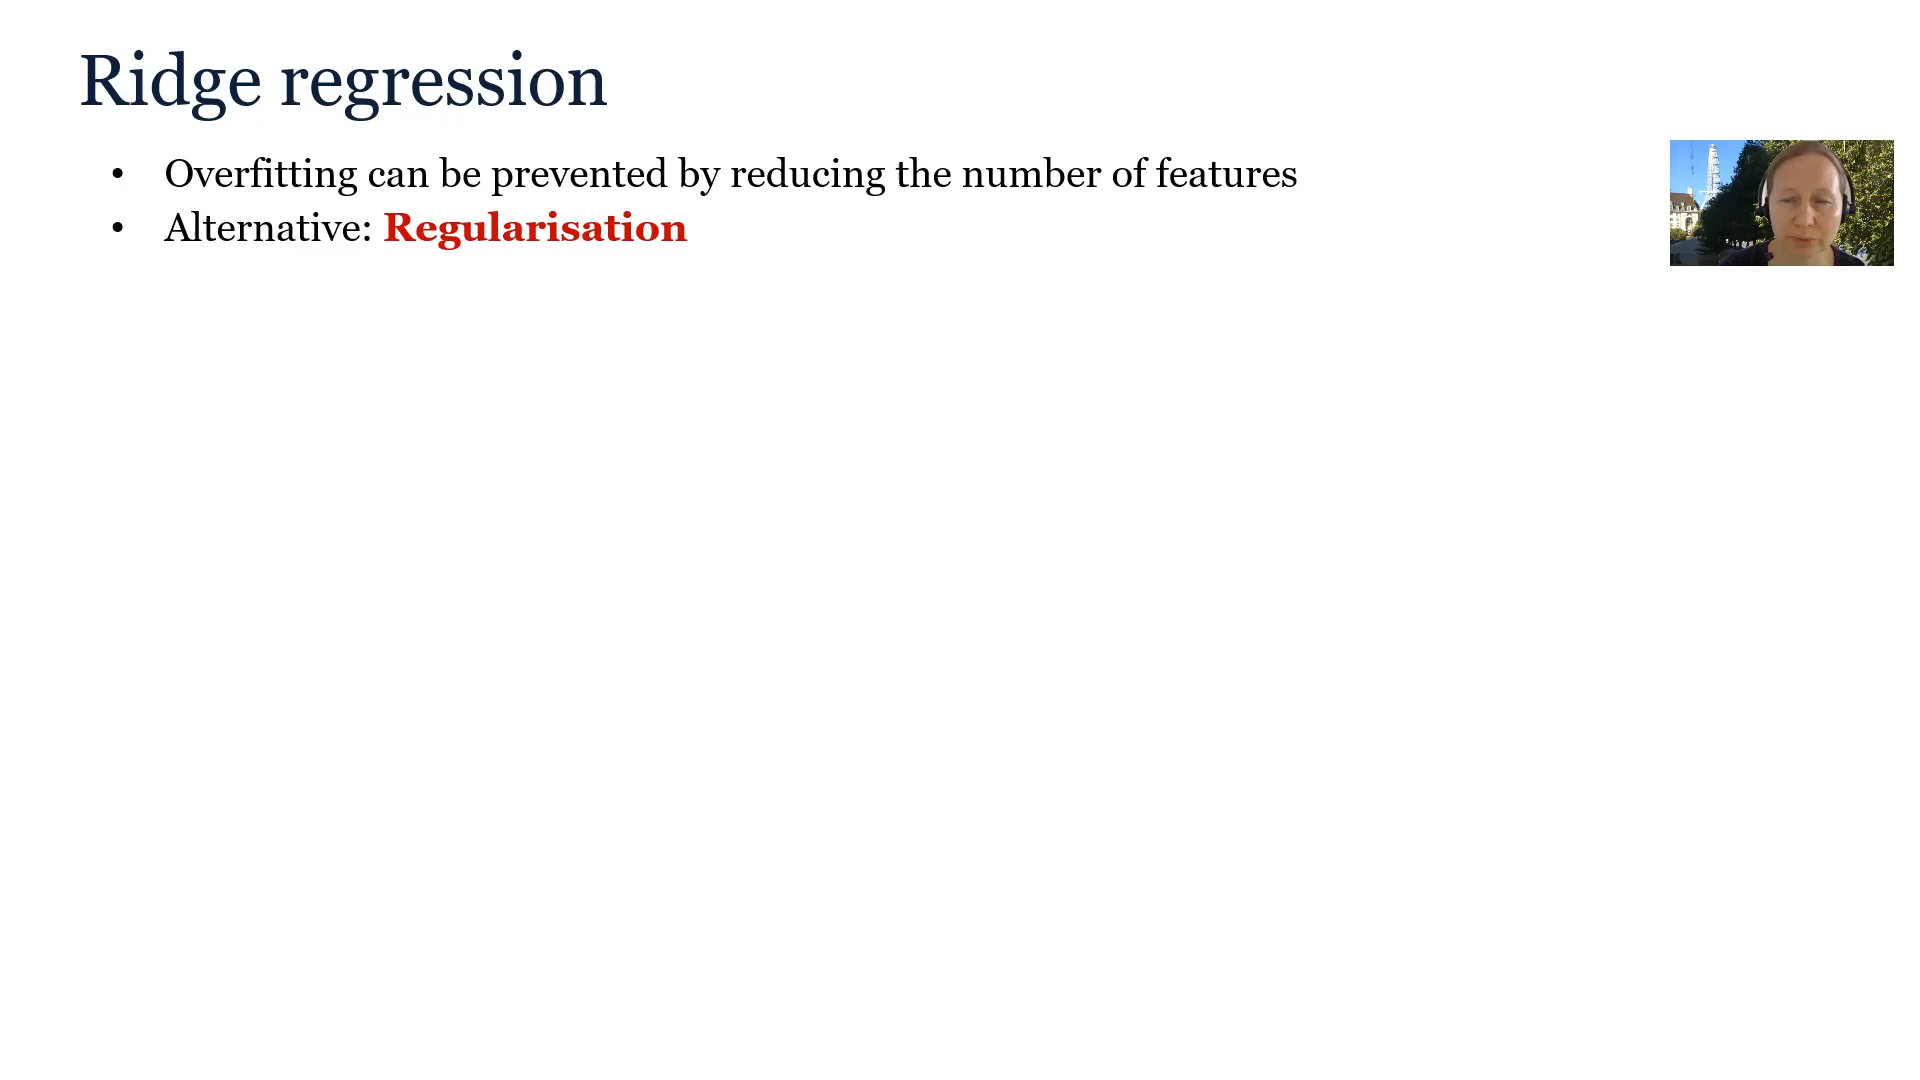 Ridge regression
• Overfitting can be prevented by reducing the number of features
• Alternative: Regularisation